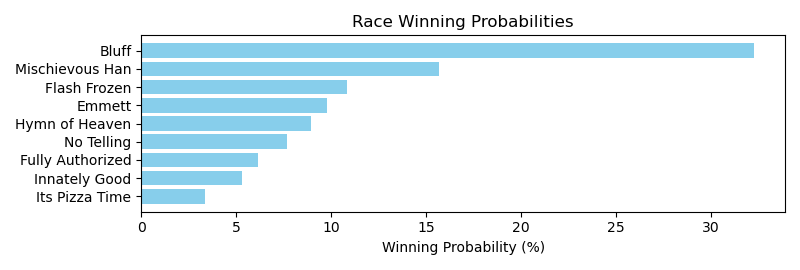 Race Winning Probabilities
Bluff
Mischievous Han
Flash Frozen
Emmett
Hymn of Heaven
No Telling
Fully Authorized
Innately Good
Its Pizza Time
0 5 10 15 20 25 30
Winning Probability (%)